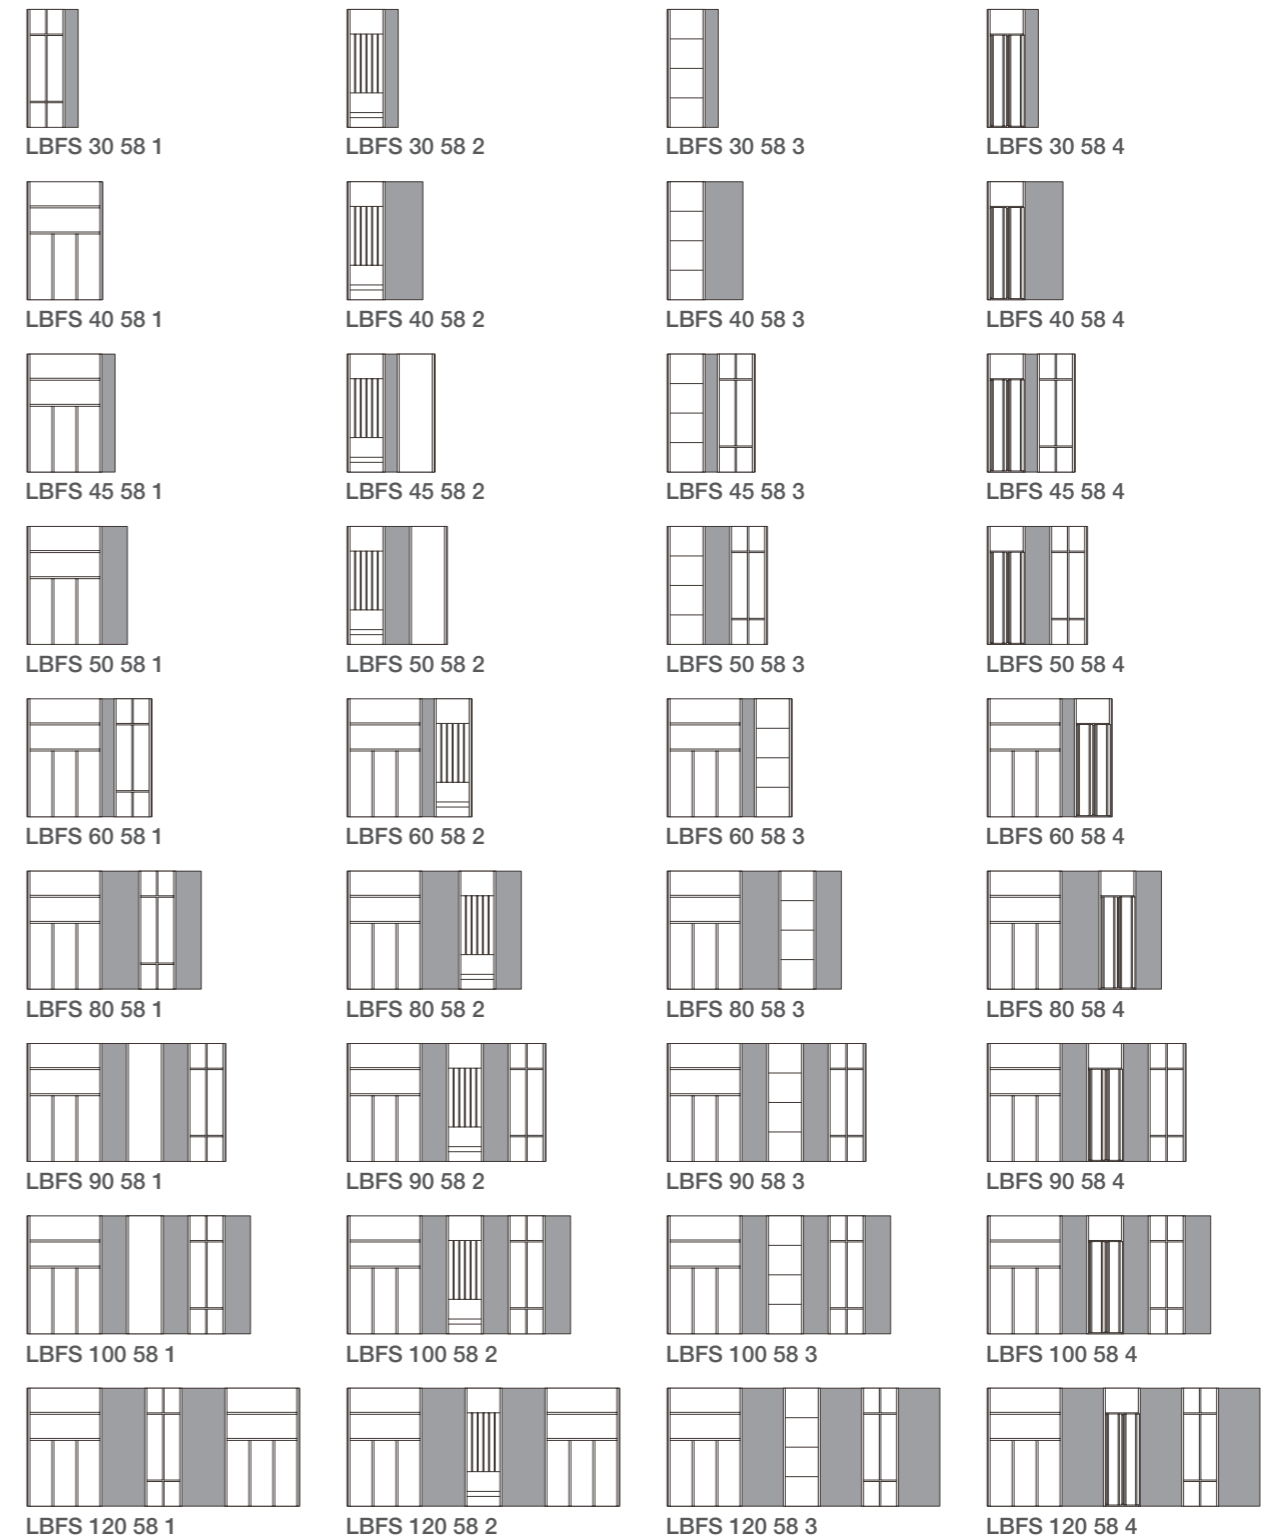 LBFS 30 58 1
LBFS 30 58 2
LBFS 30 58 3
LBFS 30 58 4
LBFS 40 58 1
LBFS 40 58 2
LBFS 40 58 3
LBFS 40 58 4
LBFS 45 58 1
LBFS 45 58 2
LBFS 45 58 3
LBFS 45 58 4
LBFS 50 58 1
LBFS 50 58 2
LBFS 50 58 3
LBFS 50 58 4
LBFS 60 58 1
LBFS 60 58 2
LBFS 60 58 3
LBFS 60 58 4
LBFS 80 58 1
LBFS 80 58 2
LBFS 80 58 3
LBFS 80 58 4
LBFS 90 58 1
LBFS 90 58 2
LBFS 90 58 3
LBFS 90 58 4
LBFS 100 58 1
LBFS 100 58 2
LBFS 100 58 3
LBFS 100 58 4
LBFS 120 58 1
LBFS 120 58 2
LBFS 120 58 3
LBFS 120 58 4